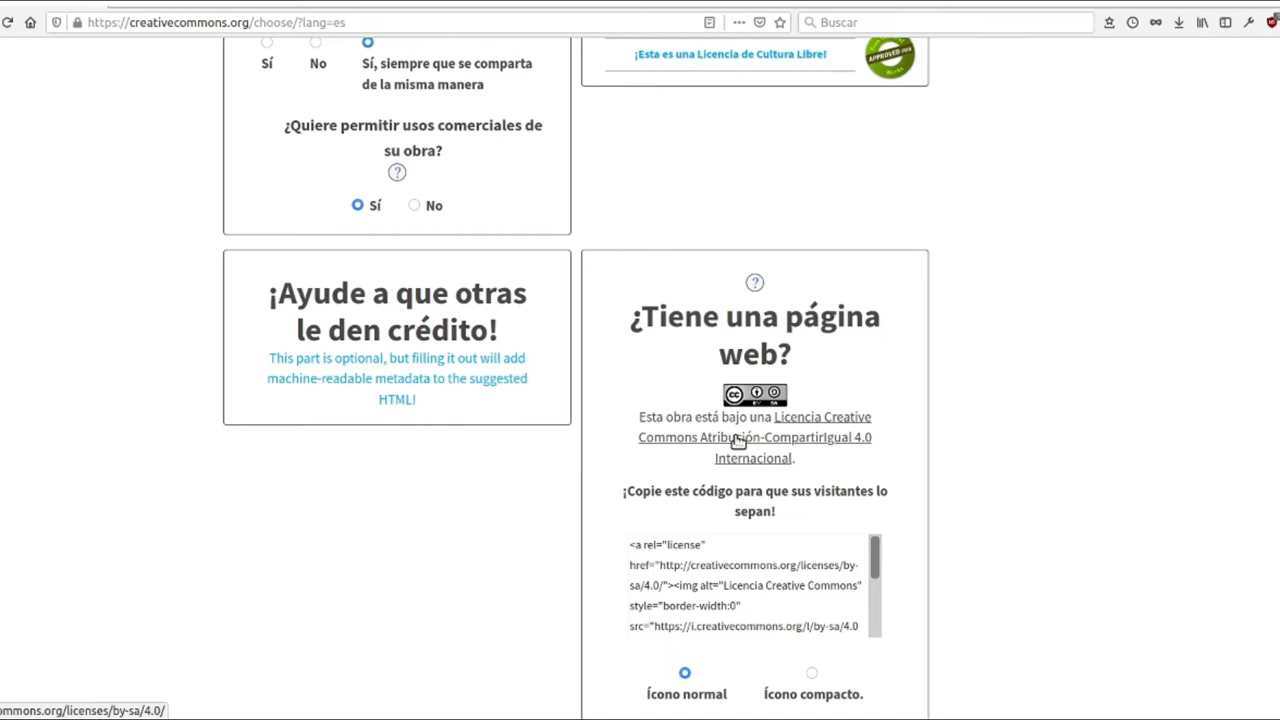 https://creativecommons.org/choose/?lang=es
Buscar
Sí
No
Sí, siempre que se comparta
de la misma manera
¿Quiere permitir usos comerciales de
su obra?
?
Sí
No
¡Esta es una Licencia de Cultura Libre!
APPROVED FOR
¡Ayude a que otras
le den crédito!
This part is optional, but filling it out will add
machine-readable metadata to the suggested
HTML!
?
¿Tiene una página
web?
cc
BY SA
Esta obra está bajo una Licencia Creative
Commons Atribución-CompartirIgual 4.0
Internacional.
¡Copie este código para que sus visitantes lo
sepan!
<a rel="license"
href="http://creativecommons.org/licenses/by-
sa/4.0/"><img alt="Licencia Creative Commons"
style="border-width:0"
src="https://i.creativecommons.org/l/by-sa/4.0
Ícono normal
Ícono compacto.
ommons.org/licenses/by-sa/4.0/